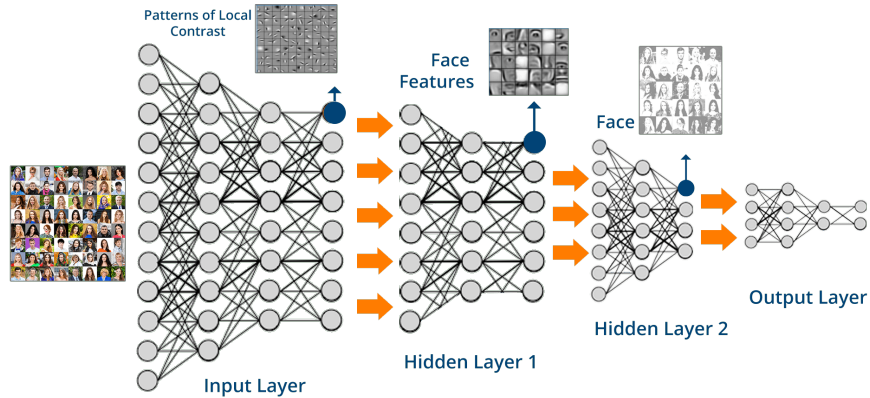 Patterns of Local
Contrast
Face
Features
Face
Input Layer
Hidden Layer 1
Hidden Layer 2
Output Layer